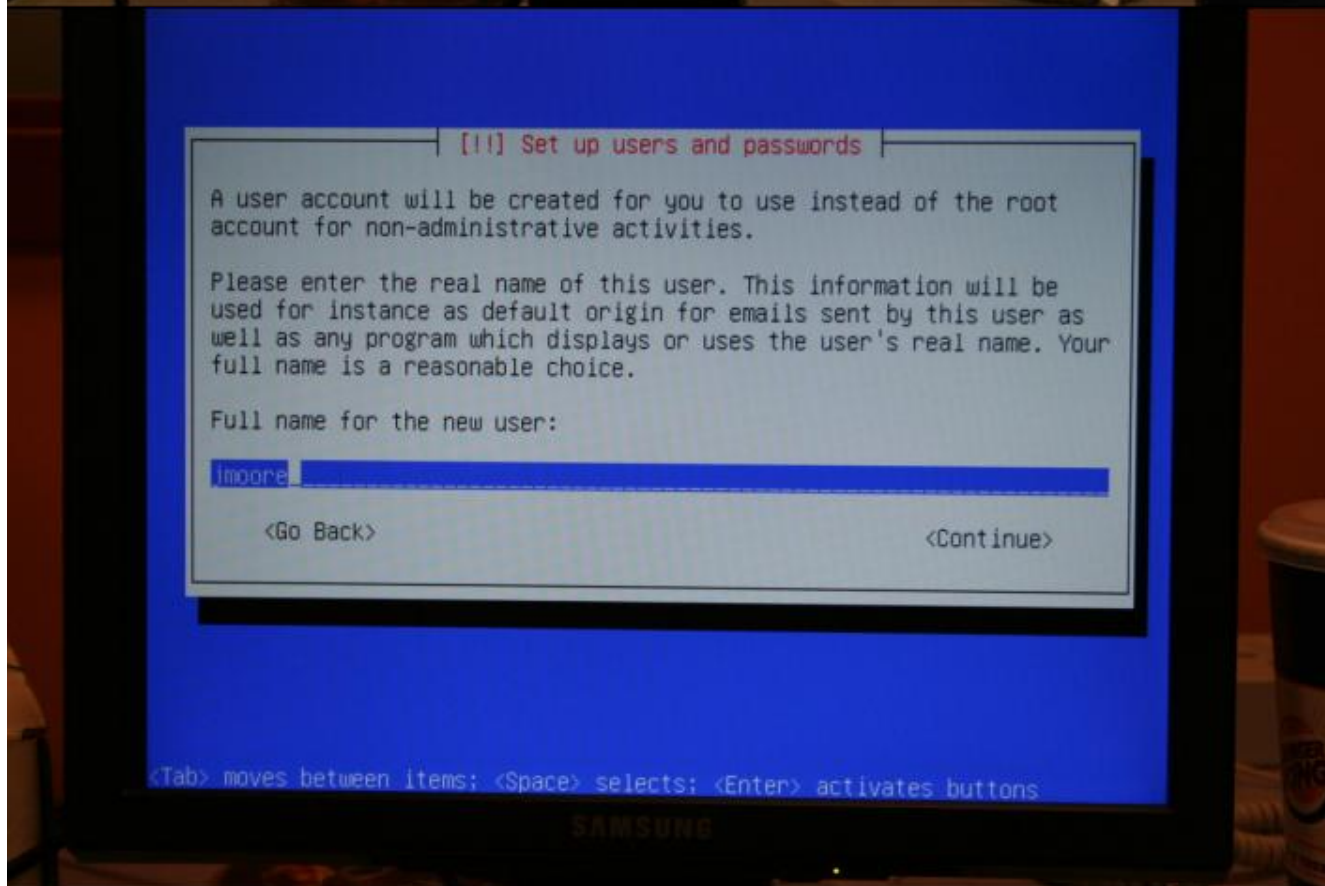 [!!] Set up users and passwords
A user account will be created for you to use instead of the root
account for non-administrative activities.
Please enter the real name of this user. This information will be
used for instance as default origin for emails sent by this user as
well as any program which displays or uses the user's real name. Your
full name is a reasonable choice.
Full name for the new user:
imoore
<Go Back> <Continue>
<Tab> moves between items; <Space> selects; <Enter> activates buttons
SAMSUNG